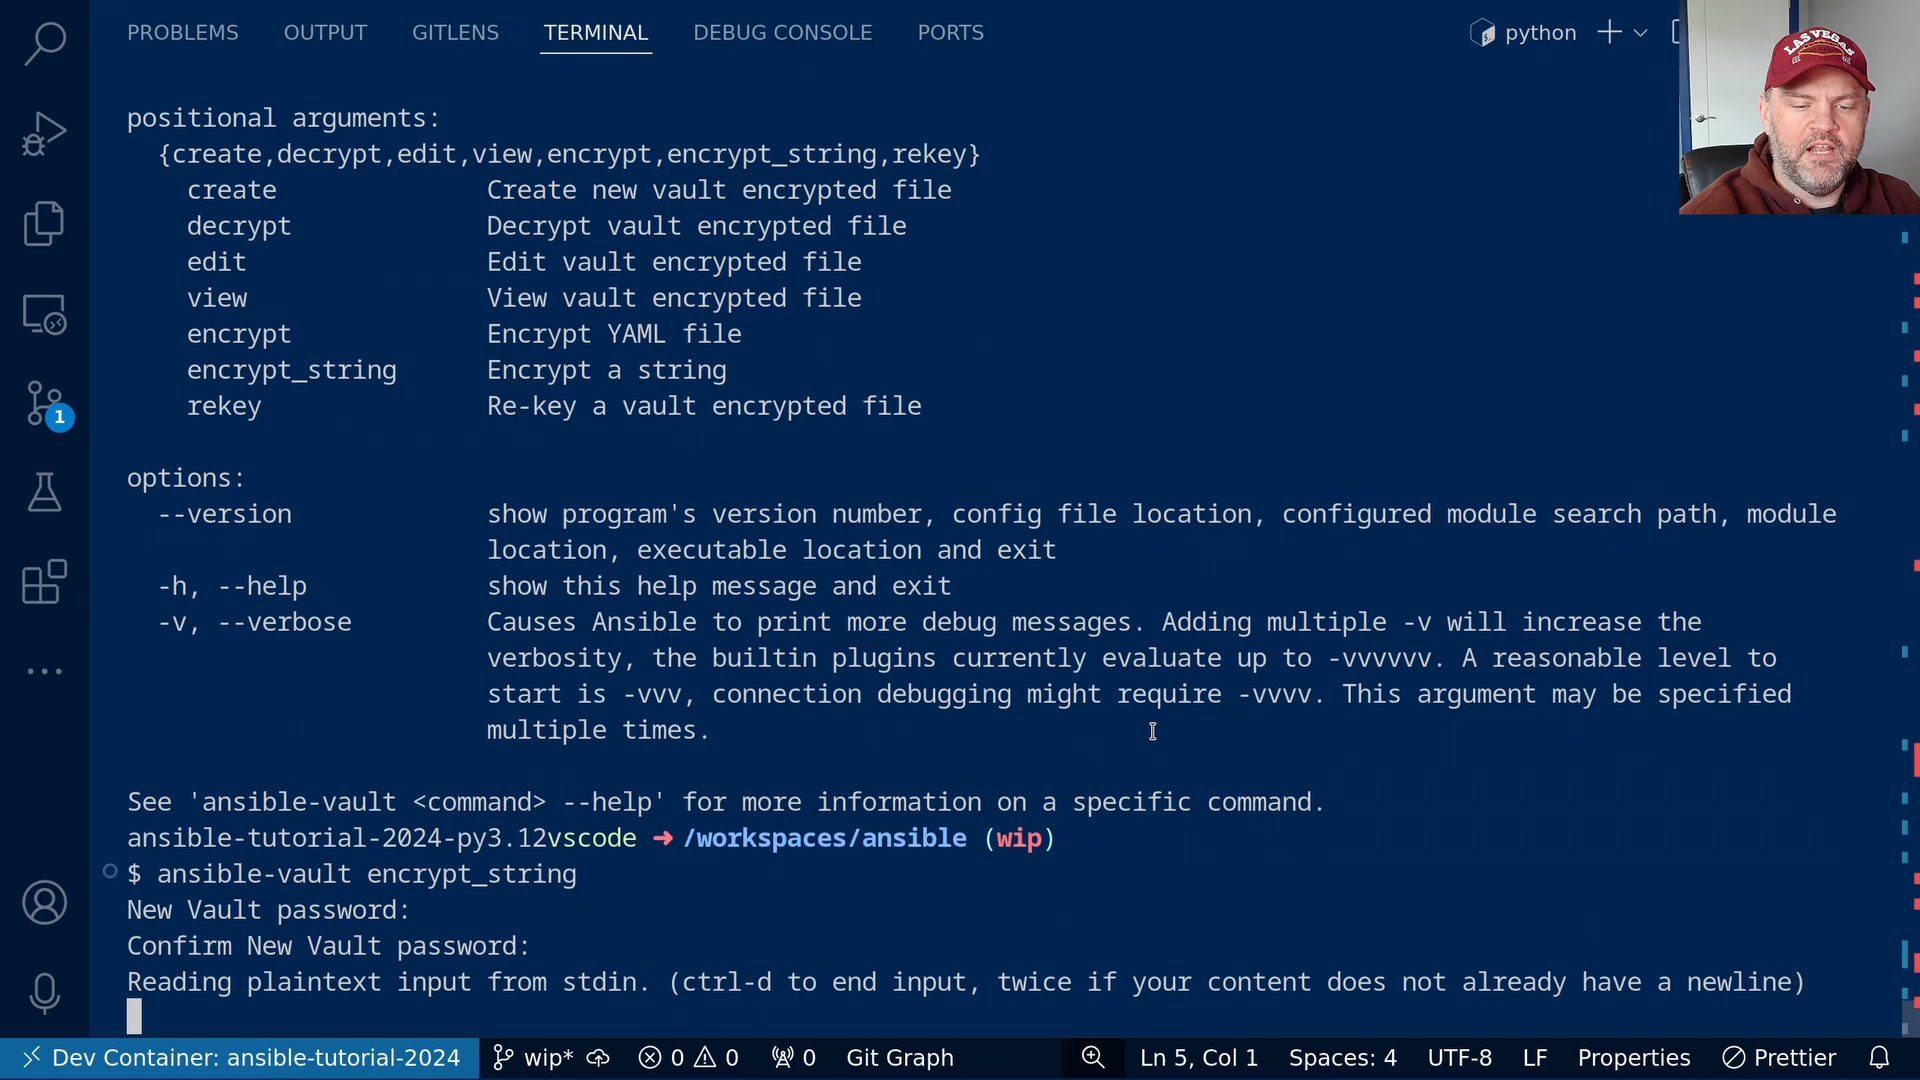 PROBLEMS OUTPUT GITLENS TERMINAL DEBUG CONSOLE PORTS python
LAS VEGAS
positional arguments:
{create,decrypt,edit,view,encrypt,encrypt_string,rekey}
create Create new vault encrypted file
decrypt Decrypt vault encrypted file
edit Edit vault encrypted file
view View vault encrypted file
encrypt Encrypt YAML file
encrypt_string Encrypt a string
rekey Re-key a vault encrypted file
1
options:
--version show program's version number, config file location, configured module search path, module
location, executable location and exit
-h, --help show this help message and exit
-v, --verbose Causes Ansible to print more debug messages. Adding multiple -v will increase the
verbosity, the builtin plugins currently evaluate up to -vvvvvv. A reasonable level to
start is -vvv, connection debugging might require -vvvv. This argument may be specified
multiple times.
See 'ansible-vault <command> --help' for more information on a specific command.
ansible-tutorial-2024-py3.12vscode ➜ /workspaces/ansible (wip)
$ ansible-vault encrypt_string
New Vault password:
Confirm New Vault password:
Reading plaintext input from stdin. (ctrl-d to end input, twice if your content does not already have a newline)
Dev Container: ansible-tutorial-2024 wip* 0 0 0 Git Graph Ln 5, Col 1 Spaces: 4 UTF-8 LF Properties Prettier